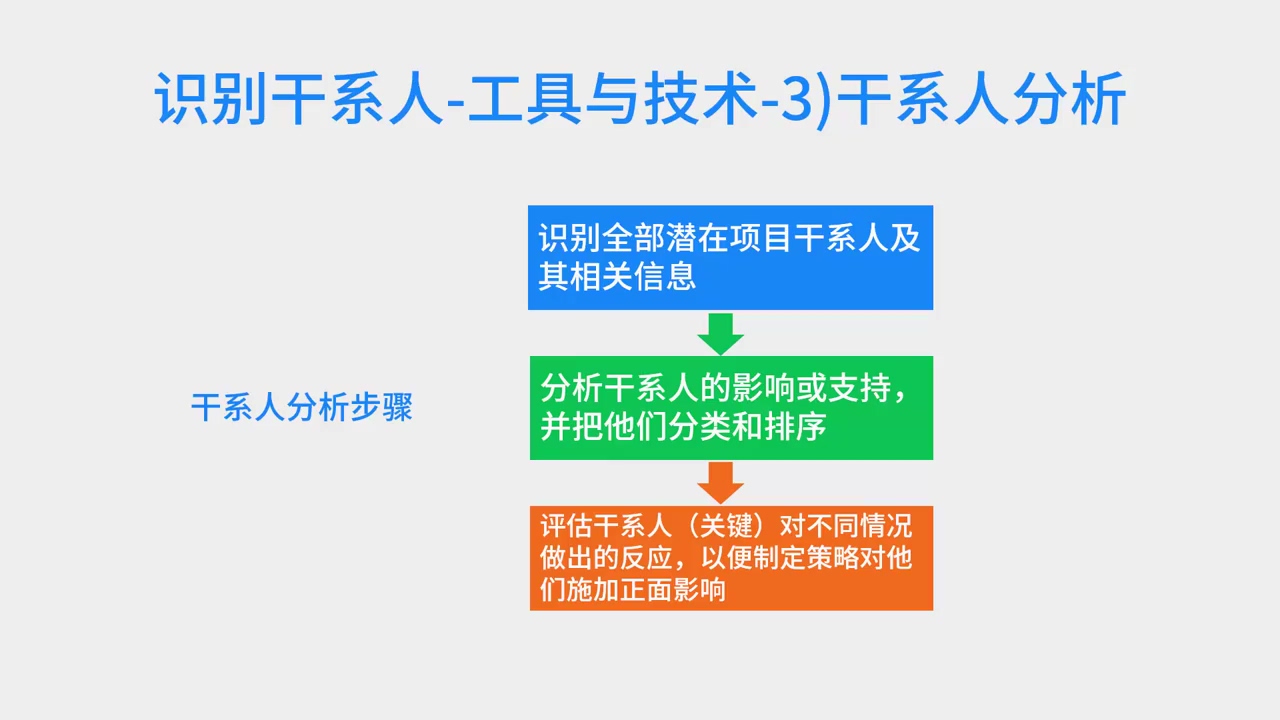 识别干系人-工具与技术-3)干系人分析
识别全部潜在项目干系人及
其相关信息
分析干系人的影响或支持，
并把他们分类和排序
干系人分析步骤
评估干系人（关键）对不同情况
做出的反应，以便制定策略对他
们施加正面影响